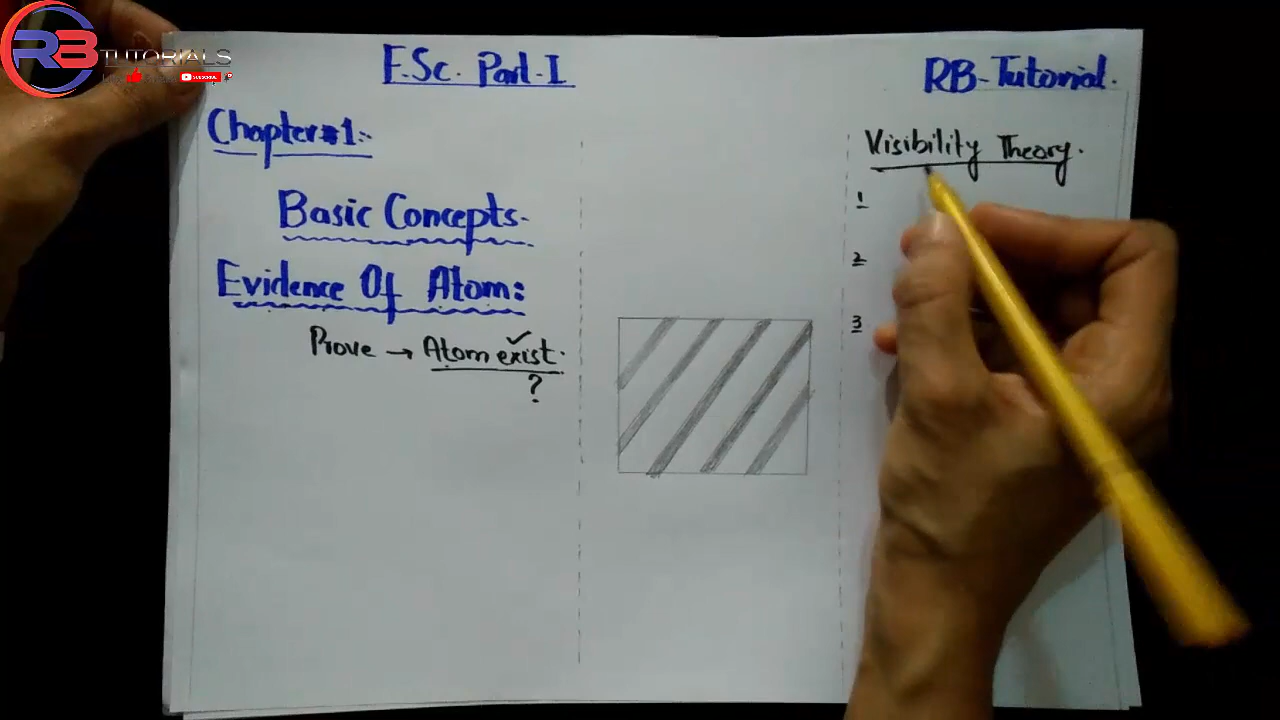 RB TUTORIALS
F.Sc. Part-I
RB-Tutorial.
Chapter#1:-
Basic Concepts.
Evidence Of Atom:
Prove → Atom exist.
?
Visibility Theory.
1
2
3